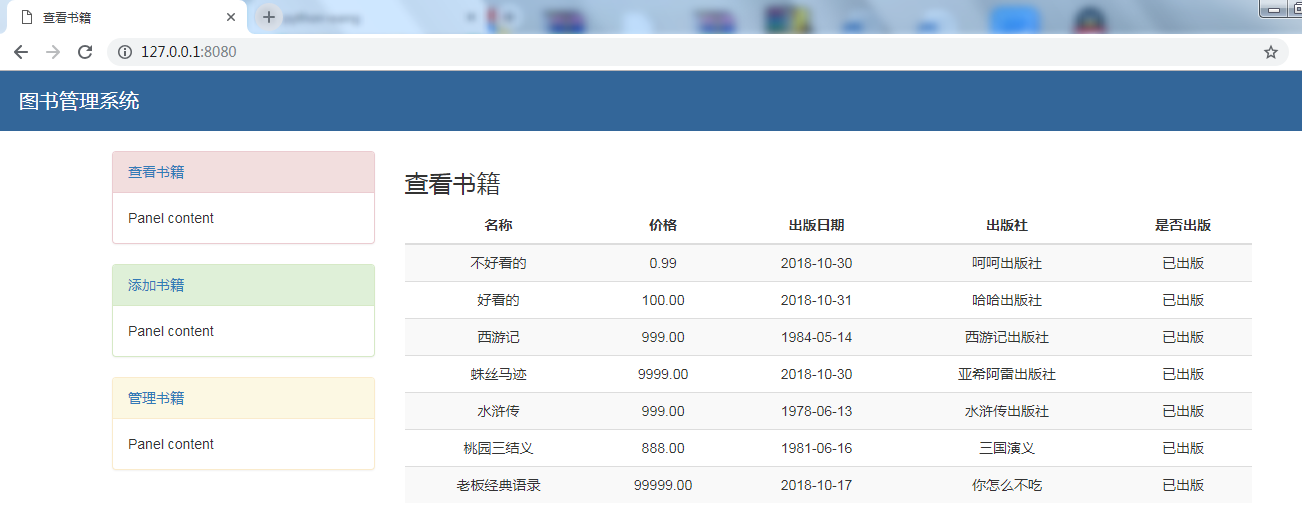 查看书籍
127.0.0.1:8080
图书管理系统
查看书籍
Panel content
添加书籍
Panel content
管理书籍
Panel content
查看书籍
名称 价格 出版日期 出版社 是否出版
不好看的 0.99 2018-10-30 呵呵出版社 已出版
好看的 100.00 2018-10-31 哈哈出版社 已出版
西游记 999.00 1984-05-14 西游记出版社 已出版
蛛丝马迹 9999.00 2018-10-30 亚希阿雷出版社 已出版
水浒传 999.00 1978-06-13 水浒传出版社 已出版
桃园三结义 888.00 1981-06-16 三国演义 已出版
老板经典语录 99999.00 2018-10-17 你怎么不吃 已出版